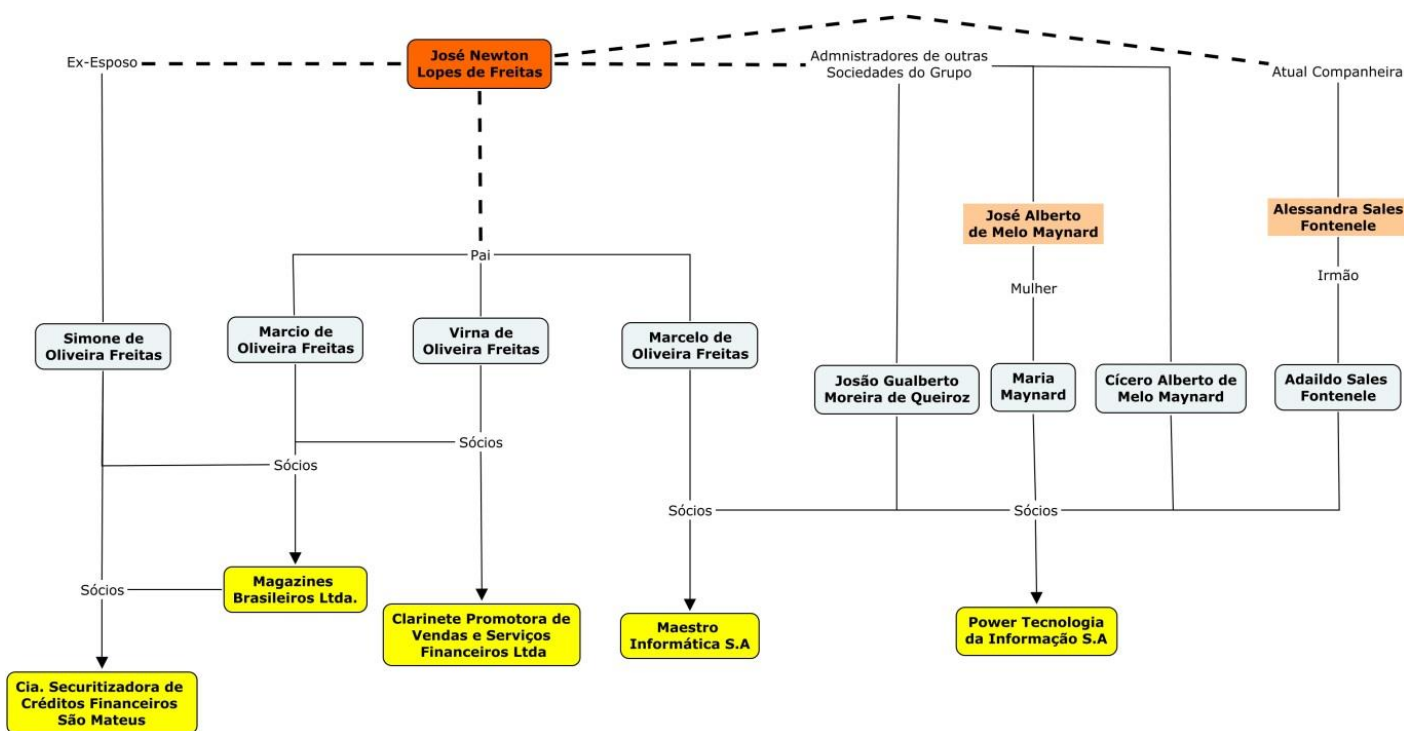 José Newton
Lopes de Freitas
Ex-Esposo
Admnistradores de outras
Sociedades do Grupo
Atual Companheira
José Alberto
de Melo Maynard
Alessandra Sales
Fontenele
Pai
Mulher
Irmão
Simone de
Oliveira Freitas
Marcio de
Oliveira Freitas
Virna de
Oliveira Freitas
Marcelo de
Oliveira Freitas
Josão Gualberto
Moreira de Queiroz
Maria
Maynard
Cícero Alberto de
Melo Maynard
Adaildo Sales
Fontenele
Sócios
Sócios
Sócios
Sócios
Sócios
Magazines
Brasileiros Ltda.
Clarinete Promotora de
Vendas e Serviços
Financeiros Ltda
Maestro
Informática S.A
Power Tecnologia
da Informação S.A
Cia. Securitizadora de
Créditos Financeiros
São Mateus